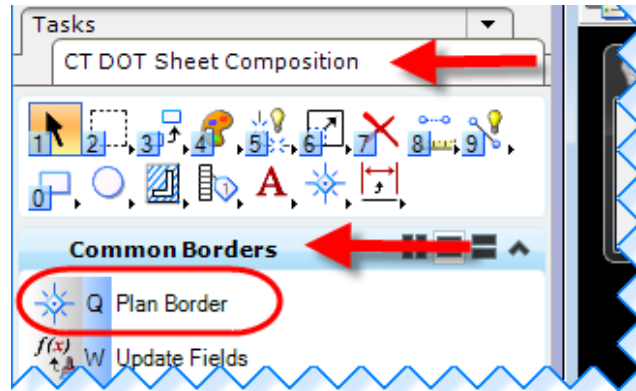 Tasks
CT DOT Sheet Composition
1 2 3 4 5 6 7 8 9
0 1 A
Common Borders
Q Plan Border
f(x) W Update Fields